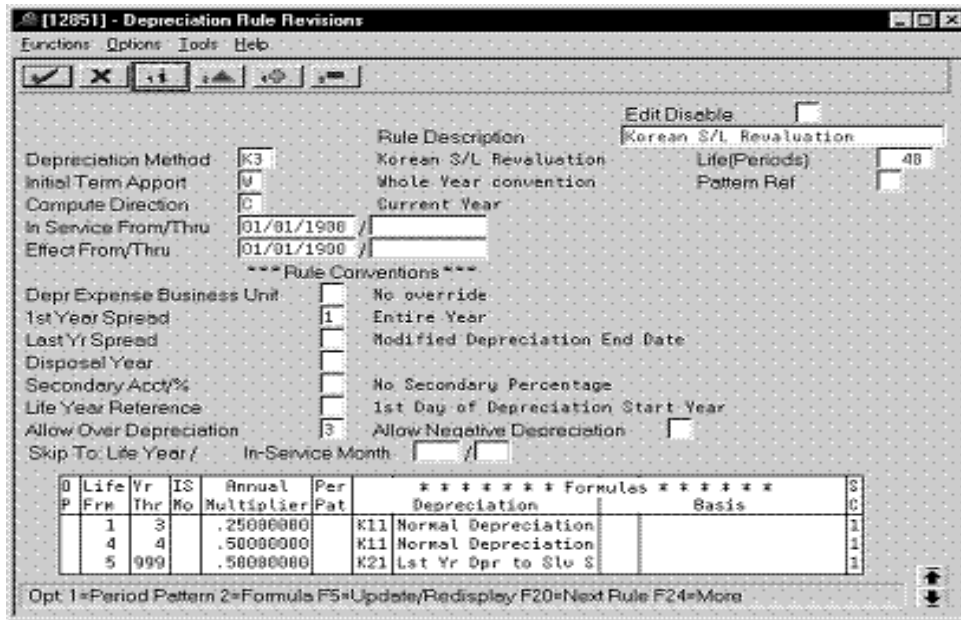 [12851] - Depreciation Rule Revisions
Functions Options Tools Help
Edit Disable
Rule Description Korean S/L Revaluation
Depreciation Method K3 Korean S/L Revaluation Life(Periods) 48
Initial Term Apport W Whole Year convention Pattern Ref
Compute Direction C Current Year
In Service From/Thru 01/01/1900 /
Effect From/Thru 01/01/1900 /
***Rule Conventions***
Depr Expense Business Unit No override
1st Year Spread 1 Entire Year
Last Yr Spread Modified Depreciation End Date
Disposal Year
Secondary Acct/% No Secondary Percentage
Life Year Reference 1st Day of Depreciation Start Year
Allow Over Depreciation 3 Allow Negative Depreciation
Skip To: Life Year / In-Service Month /
O Life Yr IS Annual Per * * * * * * * Formulas * * * * * * S
P Frm Thr Mo Multiplier Pat Depreciation Basis C
1 3 .25000000 K11 Normal Depreciation 1
4 4 .50000000 K11 Normal Depreciation 1
5 999 .50000000 K21 Lst Yr Dpr to Slv S 1
Opt: 1=Period Pattern 2=Formula F5=Update/Redisplay F20=Next Rule F24=More